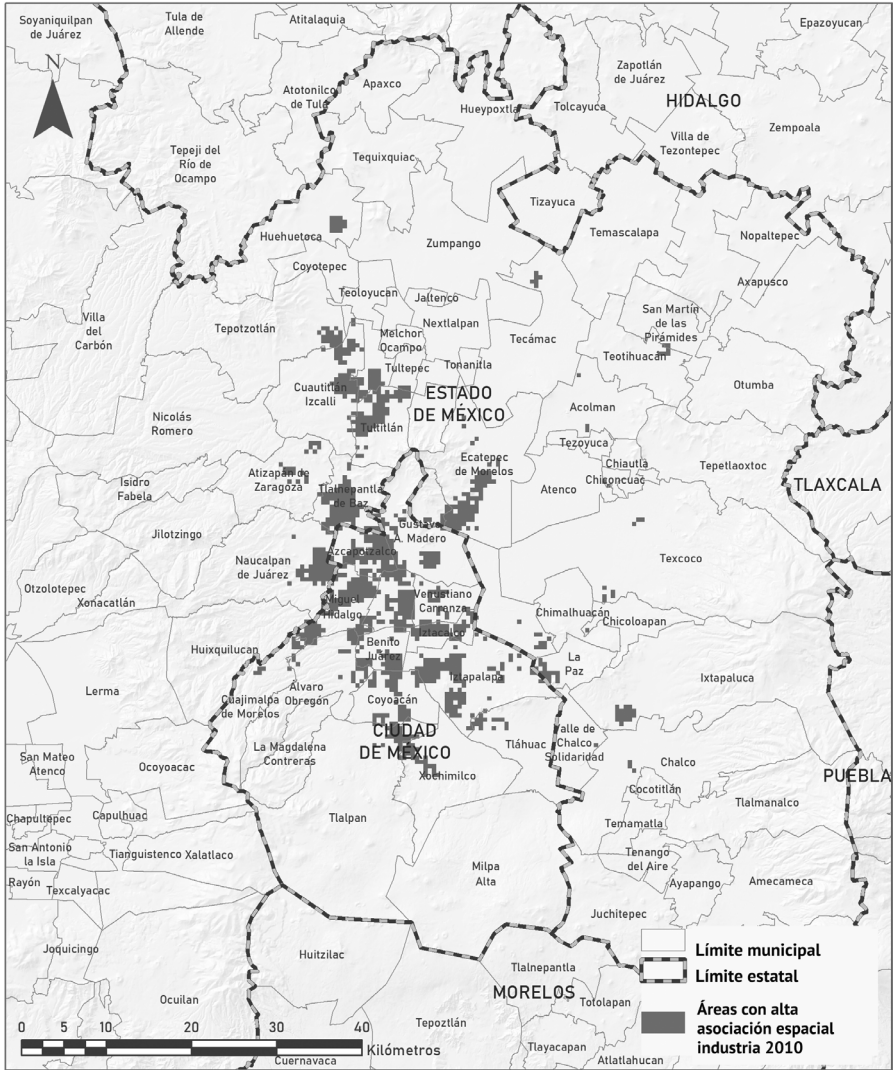 Soyaniquilpan
de Juárez
Tula de
Allende
Atitalaquia
Epazoyucan
N
Atotonilco
de Tula
Apaxco
Zapotlán
de Juárez
Hueypoxtla
Tolcayuca
HIDALGO
Zempoala
Villa de
Tezontepec
Tepeji del
Río de
Ocampo
Tequixquiac
Tizayuca
Temascalapa
Nopaltepec
Huehuetoca
Zumpango
Coyotepec
Axapusco
Teoloyucan
Jaltenco
Villa
del
Carbón
Tepotzotlán
Nextlalpan
San Martín
de las
Pirámides
Melchor
Ocampo
Tecámac
Teotihuacán
Tultepec
Tonanitla
Otumba
Cuautitlán
Izcalli
ESTADO
DE MÉXICO
Nicolás
Romero
Tultitlán
Acolman
Tezoyuca
Ecatepec
de Morelos
Chiautla
Tepetlaoxtoc
Chiconcuac
Atizapán de
Zaragoza
Isidro
Fabela
Tlalnepantla
de Baz
Atenco
TLAXCALA
Jilotzingo
Gustavo
A. Madero
Azcapotzalco
Naucalpan
de Juárez
Texcoco
Otzolotepec
Xonacatlán
Miguel
Hidalgo
Venustiano
Carranza
Chimalhuacán
Chicoloapan
Iztacalco
Huixquilucan
Benito
Juárez
La
Paz
Iztapalapa
Ixtapaluca
Lerma
Cuajimalpa
de Morelos
Álvaro
Obregón
Coyoacán
CIUDAD
DE MÉXICO
La Magdalena
Contreras
Tláhuac
Valle de
Chalco
Solidaridad
San Mateo
Atenco
Ocoyoacac
Xochimilco
Chalco
PUEBLA
Cocotitlán
Tlalmanalco
Chapultepec
Capulhuac
Tlalpan
Temamatla
San Antonio
la Isla
Tianguistenco
Xalatlaco
Tenango
del Aire
Rayón
Texcalyacac
Milpa
Alta
Ayapango
Amecameca
Juchitepec
Joquicingo
Huitzilac
Tlalnepantla
Límite municipal
Límite estatal
Ocuilan
MORELOS
Totolapan
Áreas con alta
asociación espacial
industria 2010
0 5 10 20 30 40
Kilómetros
Tepoztlán
Tlayacapan
Cuernavaca
Atlatlahucan